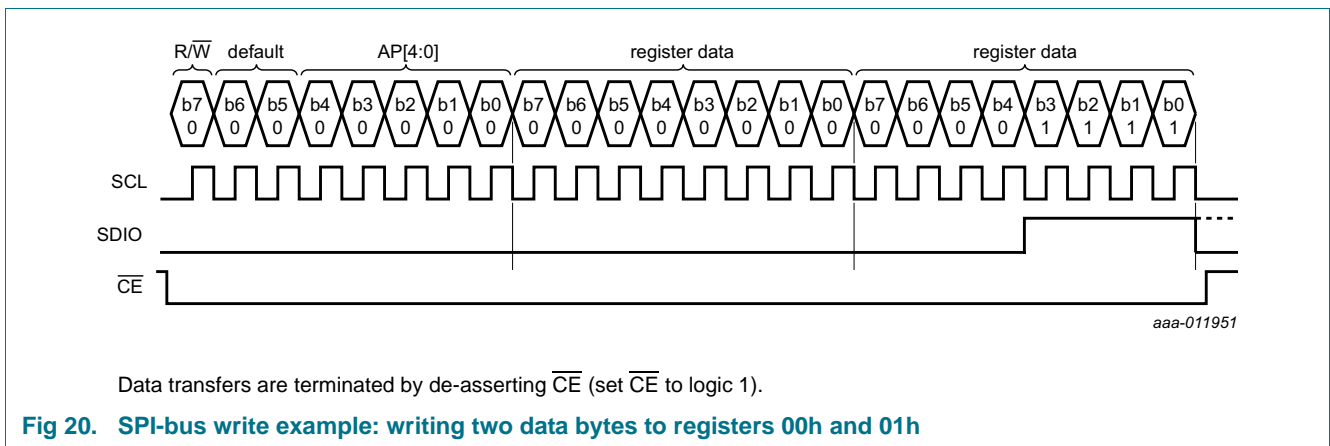 R/W̅ default AP[4:0] register data register data
b7 b6 b5 b4 b3 b2 b1 b0 b7 b6 b5 b4 b3 b2 b1 b0 b7 b6 b5 b4 b3 b2 b1 b0
0 0 0 0 0 0 0 0 0 0 0 0 0 0 0 0 0 0 0 0 1 1 1 1
SCL
SDIO
C̅E̅
aaa-011951
Data transfers are terminated by de-asserting C̅E̅ (set C̅E̅ to logic 1).
Fig 20. SPI-bus write example: writing two data bytes to registers 00h and 01h